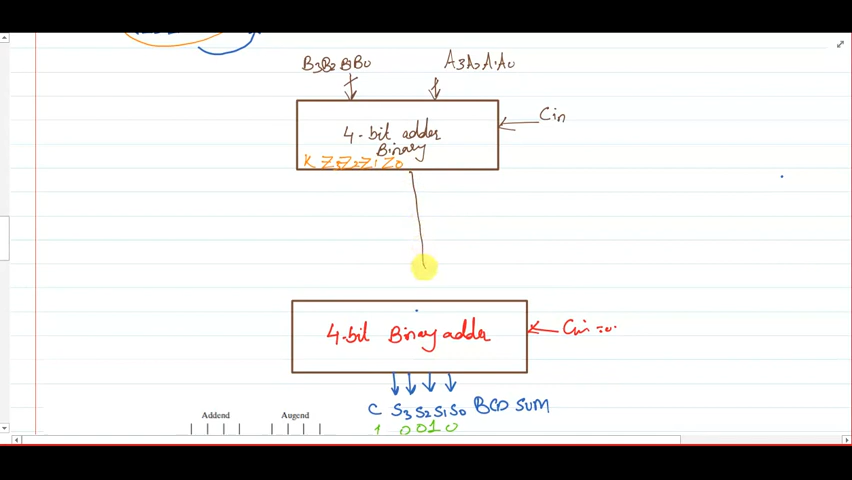 B3B2B1B0 A3A2A1A0
Cin
4-bit adder
Binary
K Z3Z2Z1Z0
4-bit Binary adder
Cin=0
C S3S2S1S0 BCD SUM
1 0010
Addend Augend